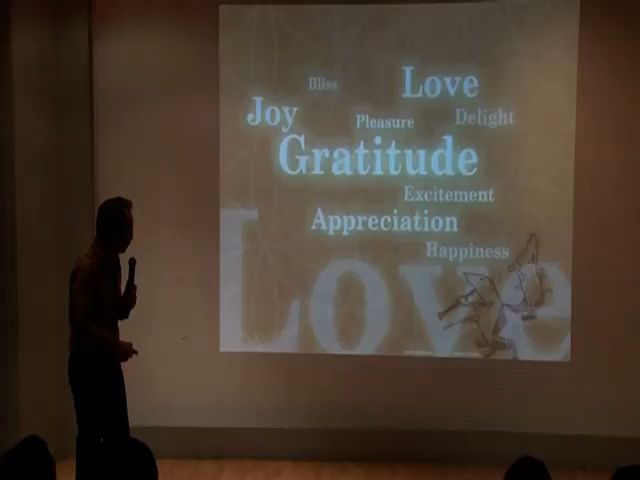 Bliss
Love
Joy
Pleasure
Delight
Gratitude
Excitement
Appreciation
Happiness
Love